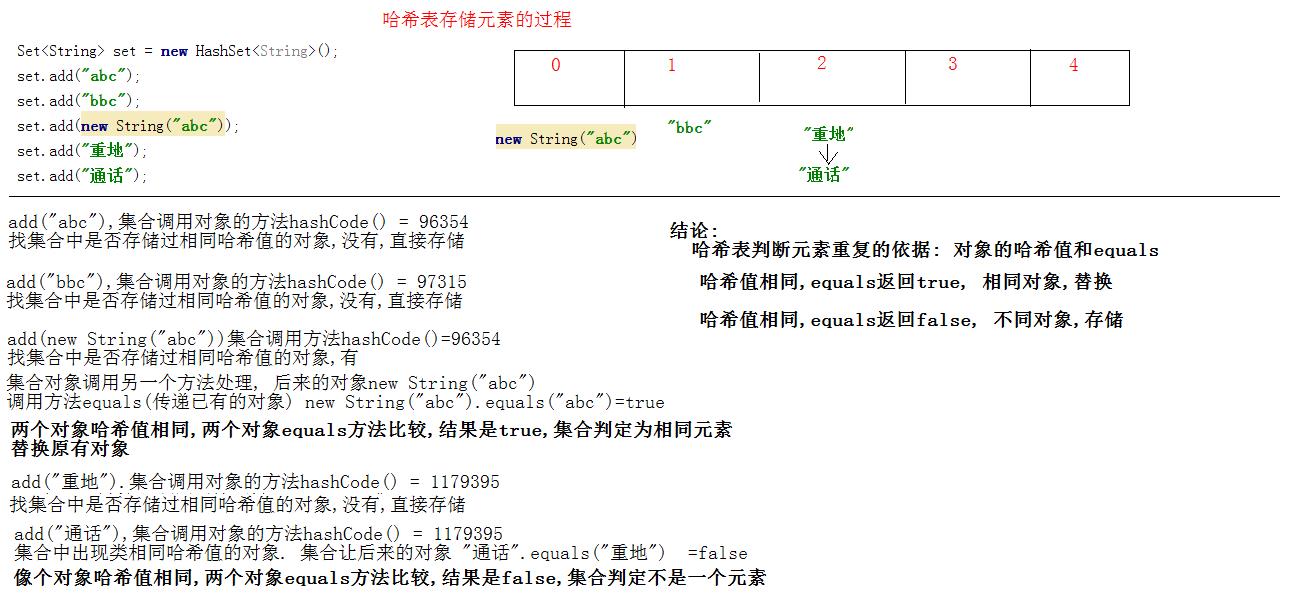 哈希表存储元素的过程
Set<String> set = new HashSet<String>();
set.add("abc");
set.add("bbc");
set.add(new String("abc"));
set.add("重地");
set.add("通话");
0 1 2 3 4
new String("abc") "bbc" "重地"
"通话"
add("abc"),集合调用对象的方法hashCode() = 96354
找集合中是否存储过相同哈希值的对象,没有,直接存储
add("bbc"),集合调用对象的方法hashCode() = 97315
找集合中是否存储过相同哈希值的对象,没有,直接存储
add(new String("abc"))集合调用方法hashCode()=96354
找集合中是否存储过相同哈希值的对象,有
集合对象调用另一个方法处理, 后来的对象new String("abc")
调用方法equals(传递已有的对象) new String("abc").equals("abc")=true
两个对象哈希值相同,两个对象equals方法比较,结果是true,集合判定为相同元素
替换原有对象
add("重地").集合调用对象的方法hashCode() = 1179395
找集合中是否存储过相同哈希值的对象,没有,直接存储
add("通话"),集合调用对象的方法hashCode() = 1179395
集合中出现类相同哈希值的对象. 集合让后来的对象 "通话".equals("重地") =false
像个对象哈希值相同,两个对象equals方法比较,结果是false,集合判定不是一个元素
结论:
哈希表判断元素重复的依据: 对象的哈希值和equals
哈希值相同,equals返回true, 相同对象,替换
哈希值相同,equals返回false, 不同对象,存储